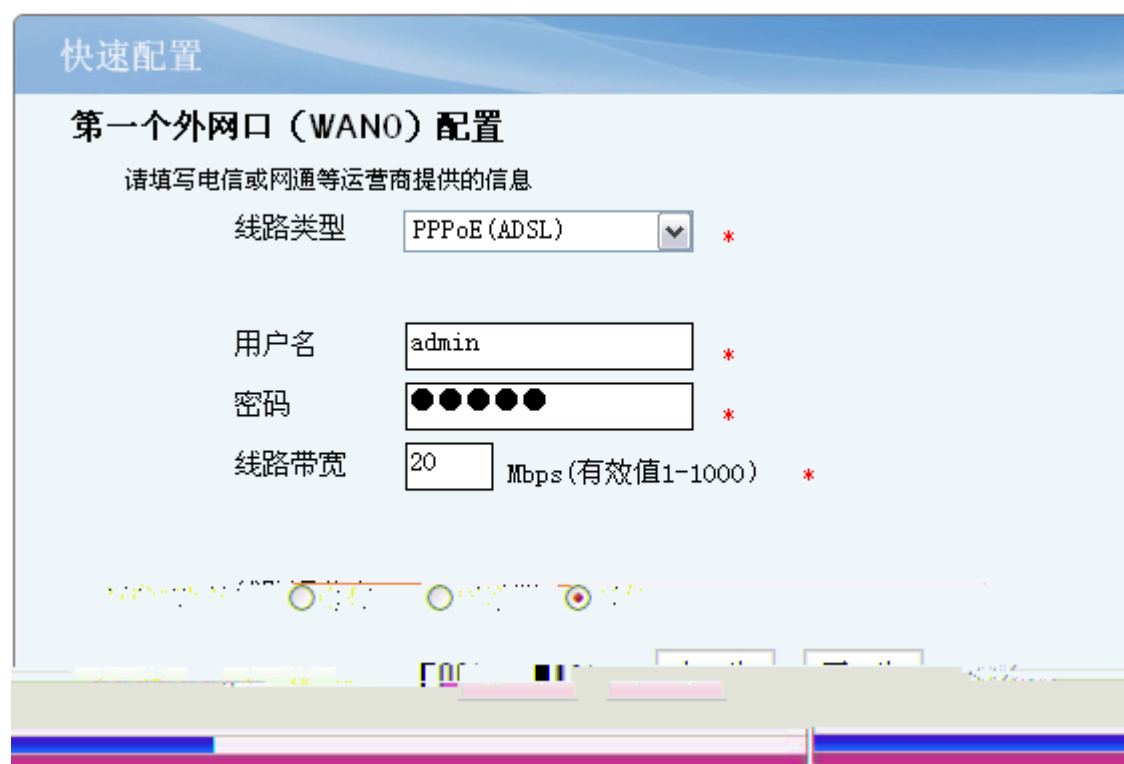 快速配置
第一个外网口（WAN0）配置
请填写电信或网通等运营商提供的信息
线路类型 PPPoE(ADSL) *
用户名 admin *
密码 ●●●●● *
线路带宽 20 Mbps(有效值1-1000) *